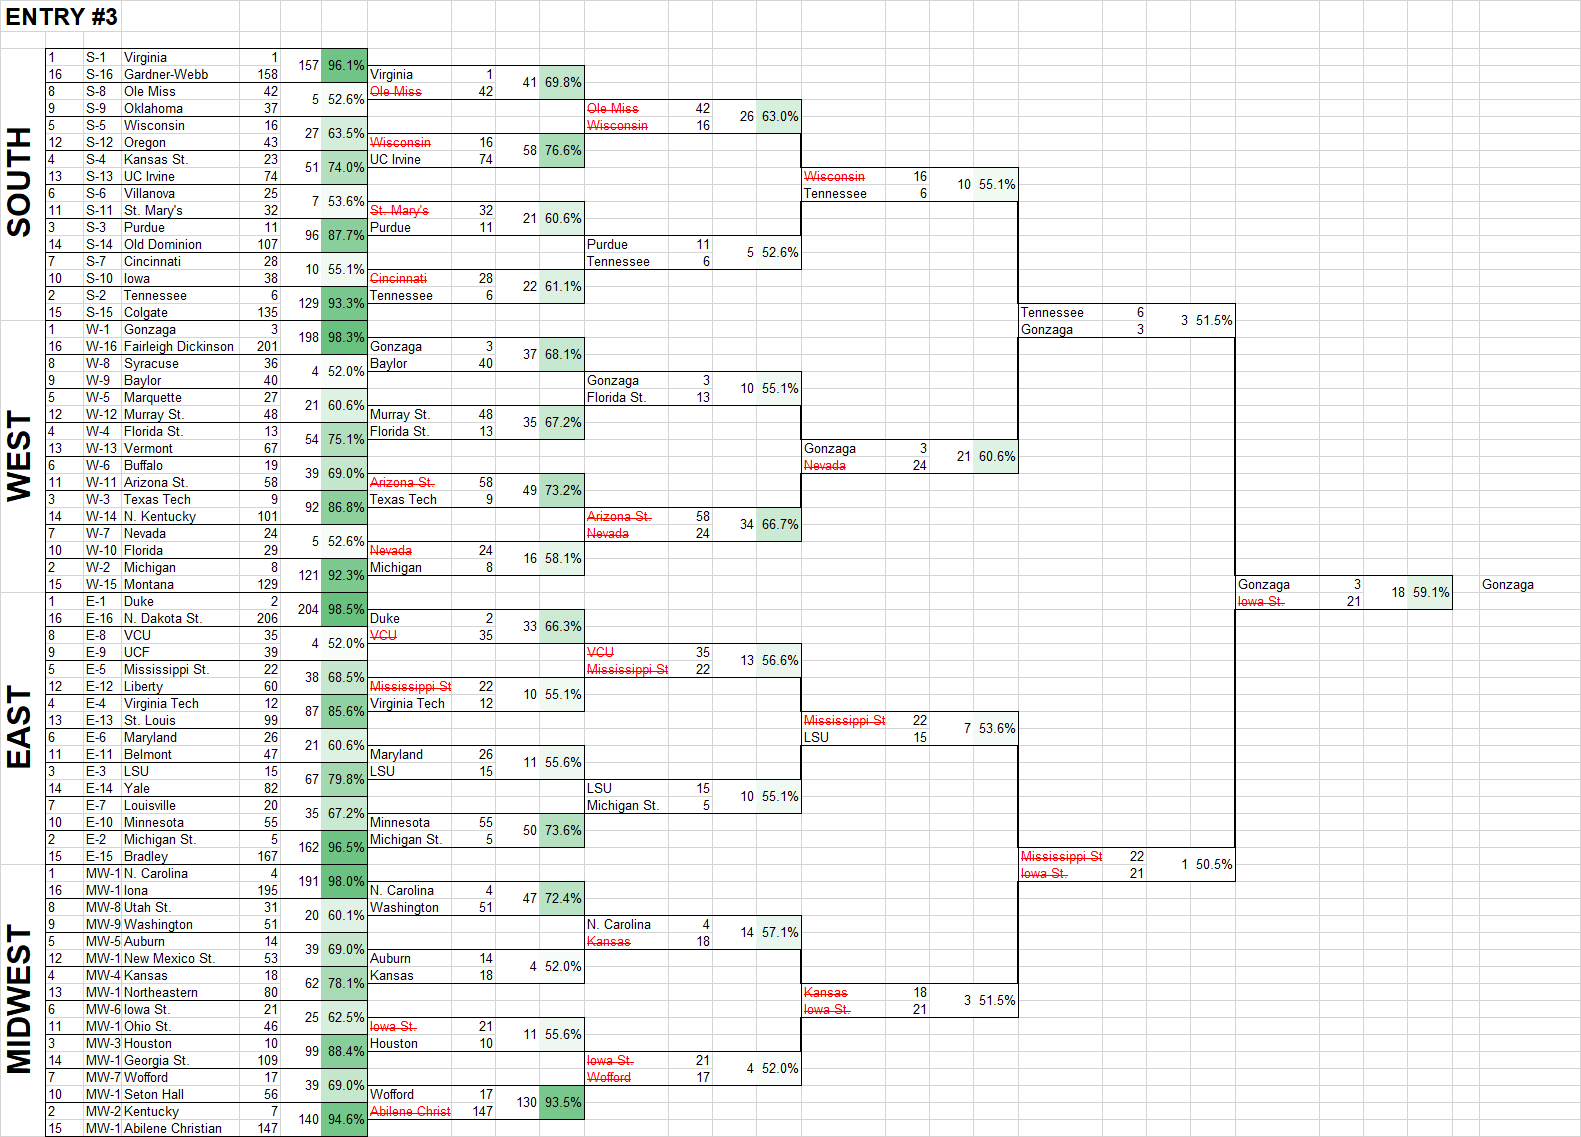 ENTRY #3
1 S-1 Virginia 1
157 96.1%
16 S-16 Gardner-Webb 158 Virginia 1
41 69.8%
8 S-8 Ole Miss 42 Ole Miss 42
5 52.6%
9 S-9 Oklahoma 37 Ole Miss 42
26 63.0%
5 S-5 Wisconsin 16 Wisconsin 16
27 63.5%
12 S-12 Oregon 43 Wisconsin 16
58 76.6%
4 S-4 Kansas St. 23 UC Irvine 74
51 74.0%
13 S-13 UC Irvine 74 Wisconsin 16
10 55.1%
6 S-6 Villanova 25 Tennessee 6
7 53.6%
11 S-11 St. Mary's 32 St. Mary's 32
21 60.6%
3 S-3 Purdue 11 Purdue 11
96 87.7%
14 S-14 Old Dominion 107 Purdue 11
5 52.6%
7 S-7 Cincinnati 28 Tennessee 6
10 55.1%
10 S-10 Iowa 38 Cincinnati 28
22 61.1%
2 S-2 Tennessee 6 Tennessee 6
129 93.3%
15 S-15 Colgate 135 Tennessee 6
3 51.5%
SOUTH
1 W-1 Gonzaga 3 Gonzaga 3
198 98.3%
16 W-16 Fairleigh Dickinson 201 Gonzaga 3
37 68.1%
8 W-8 Syracuse 36 Baylor 40
4 52.0%
9 W-9 Baylor 40 Gonzaga 3
10 55.1%
5 W-5 Marquette 27 Florida St. 13
21 60.6%
12 W-12 Murray St. 48 Murray St. 48
35 67.2%
4 W-4 Florida St. 13 Florida St. 13
54 75.1%
13 W-13 Vermont 67 Gonzaga 3
21 60.6%
6 W-6 Buffalo 19 Nevada 24
39 69.0%
11 W-11 Arizona St. 58 Arizona St. 58
49 73.2%
3 W-3 Texas Tech 9 Texas Tech 9
92 86.8%
14 W-14 N. Kentucky 101 Arizona St. 58
34 66.7%
7 W-7 Nevada 24 Nevada 24
5 52.6%
10 W-10 Florida 29 Nevada 24
16 58.1%
2 W-2 Michigan 8 Michigan 8
121 92.3%
15 W-15 Montana 129 Gonzaga 3 Gonzaga
18 59.1%
WEST
1 E-1 Duke 2 Iowa St. 21
204 98.5%
16 E-16 N. Dakota St. 206 Duke 2
33 66.3%
8 E-8 VCU 35 VCU 35
4 52.0%
9 E-9 UCF 39 VCU 35
13 56.6%
5 E-5 Mississippi St. 22 Mississippi St 22
38 68.5%
12 E-12 Liberty 60 Mississippi St 22
10 55.1%
4 E-4 Virginia Tech 12 Virginia Tech 12
87 85.6%
13 E-13 St. Louis 99 Mississippi St 22
7 53.6%
6 E-6 Maryland 26 LSU 15
21 60.6%
11 E-11 Belmont 47 Maryland 26
11 55.6%
3 E-3 LSU 15 LSU 15
67 79.8%
14 E-14 Yale 82 LSU 15
10 55.1%
7 E-7 Louisville 20 Michigan St. 5
35 67.2%
10 E-10 Minnesota 55 Minnesota 55
50 73.6%
2 E-2 Michigan St. 5 Michigan St. 5
162 96.5%
15 E-15 Bradley 167 Mississippi St 22
1 50.5%
EAST
1 MW-1 N. Carolina 4 Iowa St. 21
191 98.0%
16 MW-1 Iona 195 N. Carolina 4
47 72.4%
8 MW-8 Utah St. 31 Washington 51
20 60.1%
9 MW-9 Washington 51 N. Carolina 4
14 57.1%
5 MW-5 Auburn 14 Kansas 18
39 69.0%
12 MW-1 New Mexico St. 53 Auburn 14
4 52.0%
4 MW-4 Kansas 18 Kansas 18
62 78.1%
13 MW-1 Northeastern 80 Kansas 18
3 51.5%
6 MW-6 Iowa St. 21 Iowa St. 21
25 62.5%
11 MW-1 Ohio St. 46 Iowa St. 21
11 55.6%
3 MW-3 Houston 10 Houston 10
99 88.4%
14 MW-1 Georgia St. 109 Iowa St. 21
4 52.0%
7 MW-7 Wofford 17 Wofford 17
39 69.0%
10 MW-1 Seton Hall 56 Wofford 17
130 93.5%
2 MW-2 Kentucky 7 Abilene Christ 147
140 94.6%
15 MW-1 Abilene Christian 147
MIDWEST